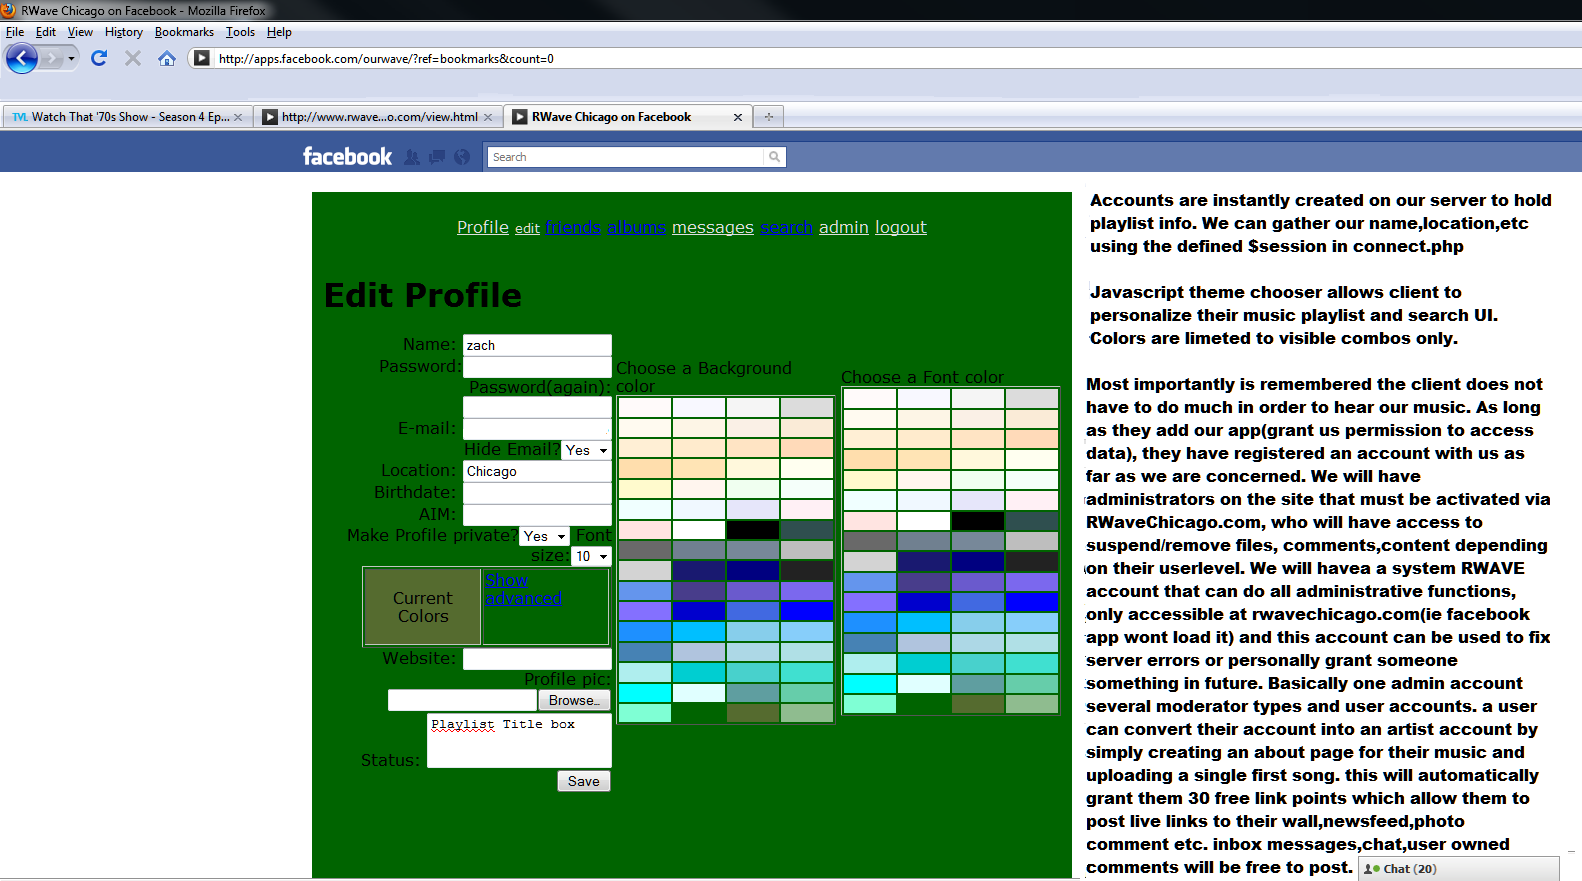 RWave Chicago on Facebook - Mozilla Firefox
File Edit View History Bookmarks Tools Help
http://apps.facebook.com/ourwave/?ref=bookmarks&count=0
TVL Watch That '70s Show - Season 4 Ep...
http://www.rwave...o.com/view.html
RWave Chicago on Facebook
facebook
Search
Profile edit friends albums messages search admin logout
Edit Profile
Name: zach
Password:
Password(again):
E-mail:
Hide Email? Yes
Location: Chicago
Birthdate:
AIM:
Make Profile private? Yes Font
size: 10
Current
Colors
Show
advanced
Website:
Profile pic:
Browse...
Playlist Title box
Status:
Save
Choose a Background
color
Choose a Font color
Accounts are instantly created on our server to hold
playlist info. We can gather our name,location,etc
using the defined $session in connect.php
Javascript theme chooser allows client to
personalize their music playlist and search UI.
Colors are limeted to visible combos only.
Most importantly is remembered the client does not
have to do much in order to hear our music. As long
as they add our app(grant us permission to access
data), they have registered an account with us as
far as we are concerned. We will have
administrators on the site that must be activated via
RWaveChicago.com, who will have access to
suspend/remove files, comments,content depending
on their userlevel. We will havea a system RWAVE
account that can do all administrative functions,
only accessible at rwavechicago.com(ie facebook
app wont load it) and this account can be used to fix
server errors or personally grant someone
something in future. Basically one admin account
several moderator types and user accounts. a user
can convert their account into an artist account by
simply creating an about page for their music and
uploading a single first song. this will automatically
grant them 30 free link points which allow them to
post live links to their wall,newsfeed,photo
comment etc. inbox messages,chat,user owned
comments will be free to post.
Chat (20)